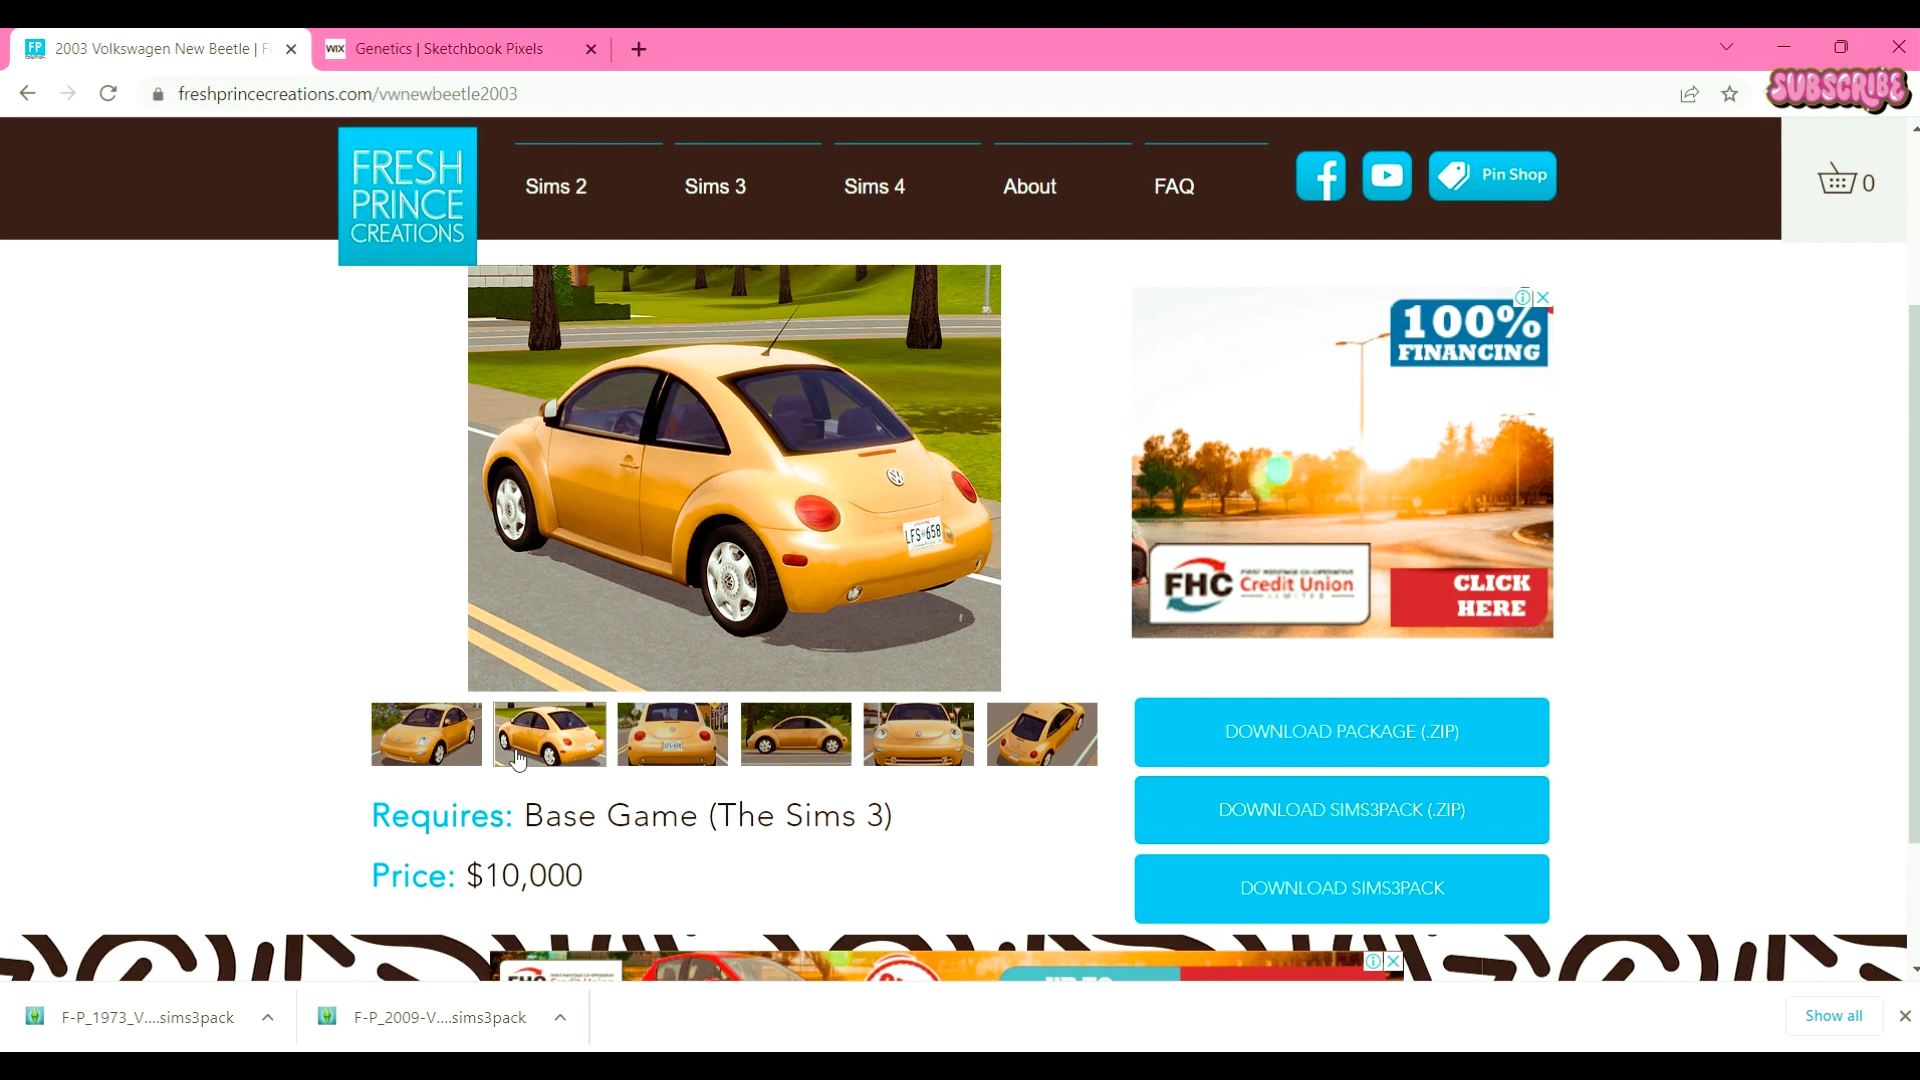 FP
2003 Volkswagen New Beetle | F
WIX
Genetics | Sketchbook Pixels
freshprincecreations.com/vwnewbeetle2003
SUBSCRIBE
FRESH
PRINCE
CREATIONS
Sims 2
Sims 3
Sims 4
About
FAQ
Pin Shop
0
100%
FINANCING
LFS-658
FHC
Credit Union
LIMITED
CLICK
HERE
DOWNLOAD PACKAGE (.ZIP)
DOWNLOAD SIMS3PACK (.ZIP)
DOWNLOAD SIMS3PACK
Requires: Base Game (The Sims 3)
Price: $10,000
F-P_1973_V....sims3pack
F-P_2009-V....sims3pack
Show all